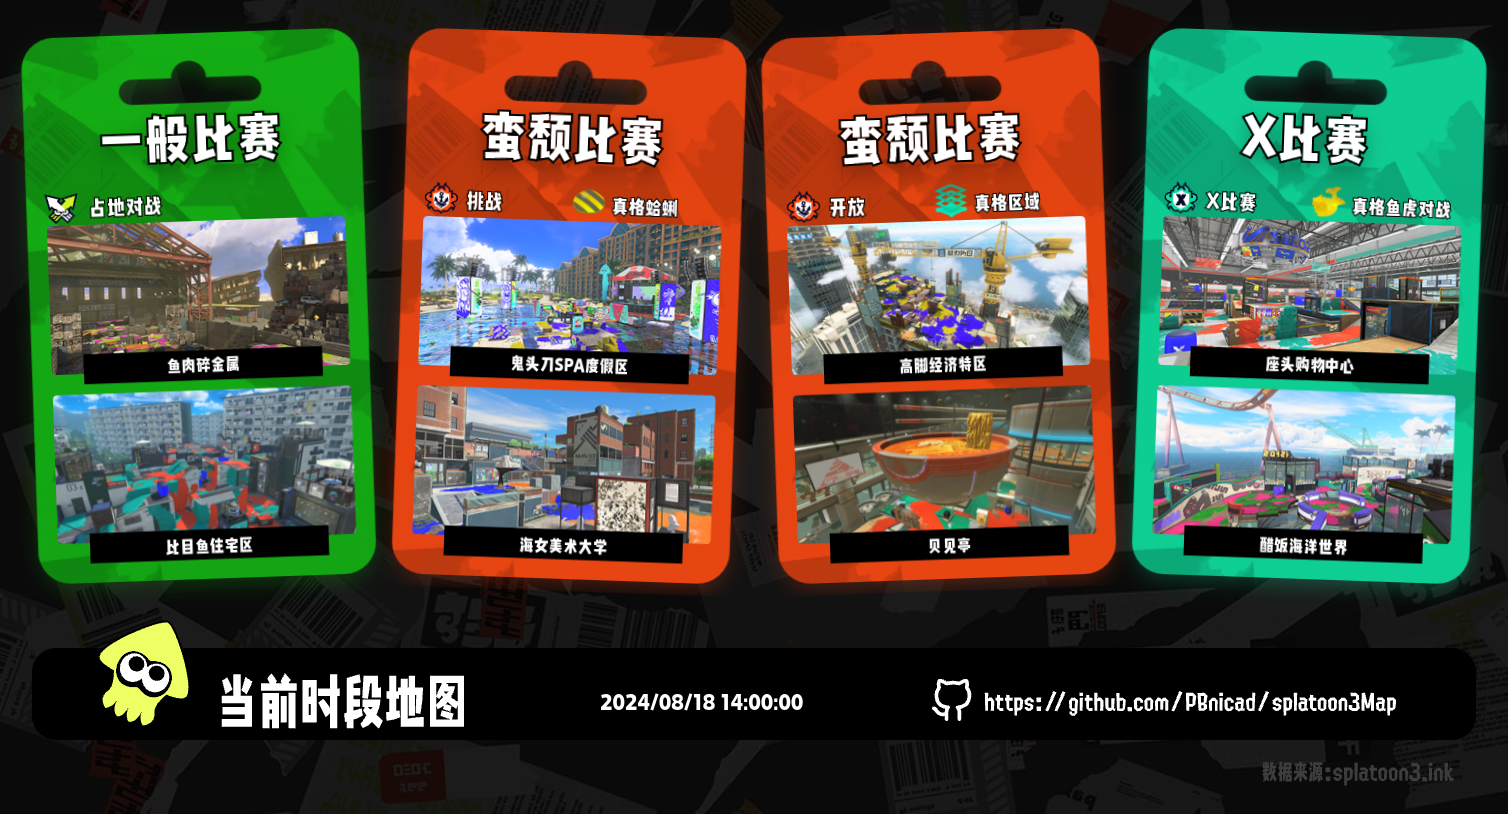 一般比赛
占地对战
鱼肉碎金属
比目鱼住宅区
蛮颓比赛
挑战
真格蛤蜊
鬼头刀SPA度假区
海女美术大学
蛮颓比赛
开放
真格区域
高脚经济特区
贝见亭
X比赛
X比赛
真格鱼虎对战
座头购物中心
醋饭海洋世界
当前时段地图
2024/08/18 14:00:00
https://github.com/PBnicad/splatoon3Map
数据来源:splatoon3.ink